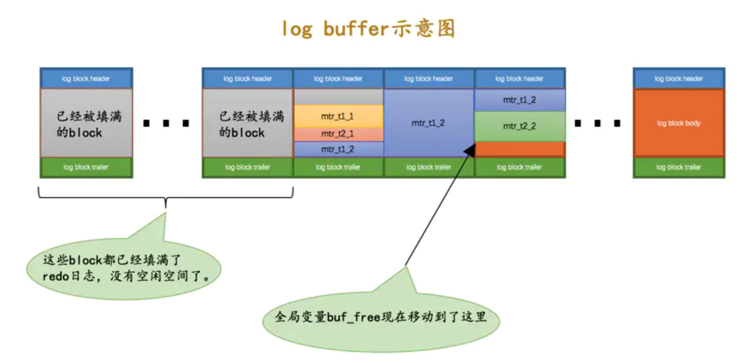 log buffer示意图
log block header
log block header
log block header
log block header
log block header
log block header
已经被填满
的block
已经被填满
的block
mtr_t1_1
mtr_t2_1
mtr_t1_2
mtr_t1_2
mtr_t1_2
mtr_t2_2
log block body
log block trailer
log block trailer
log block trailer
log block trailer
log block trailer
log block trailer
这些block都已经填满了
redo日志，没有空闲空间了。
全局变量buf_free现在移动到了这里